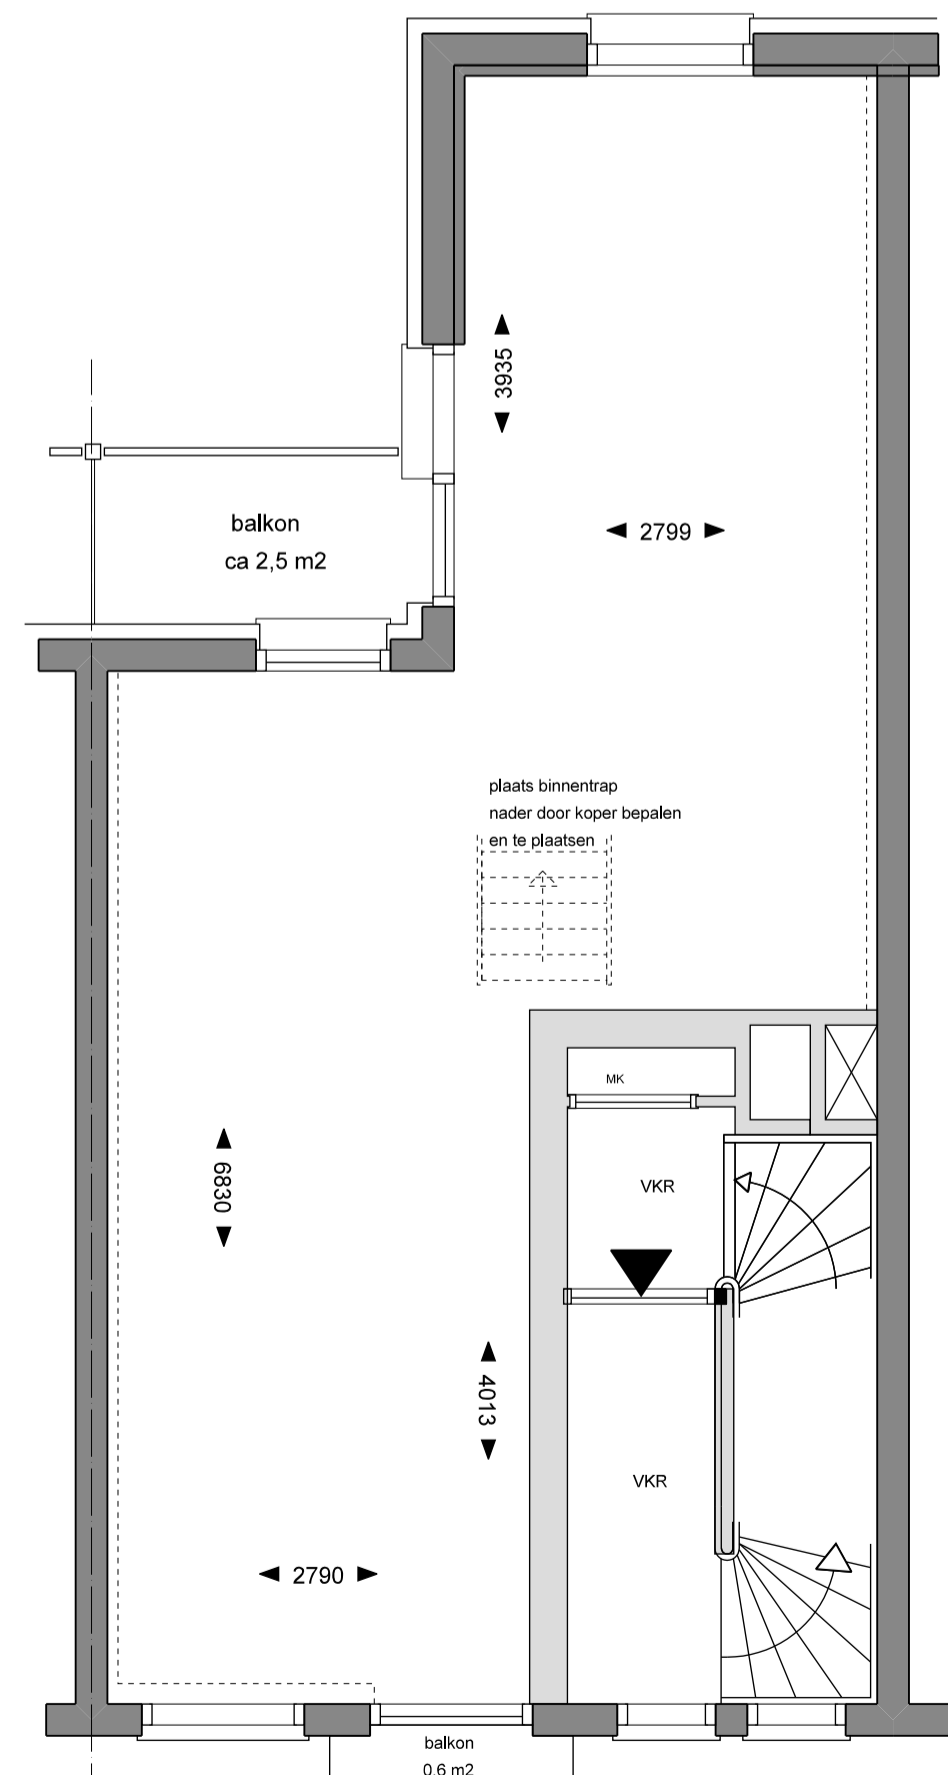 3935
balkon
ca 2,5 m2
2799
plaats binnentrap
nader door koper bepalen
en te plaatsen
MK
6830
VKR
4013
VKR
2790
balkon
0.6 m2